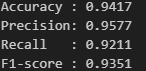 Accuracy : 0.9417
Precision: 0.9577
Recall   : 0.9211
F1-score : 0.9351